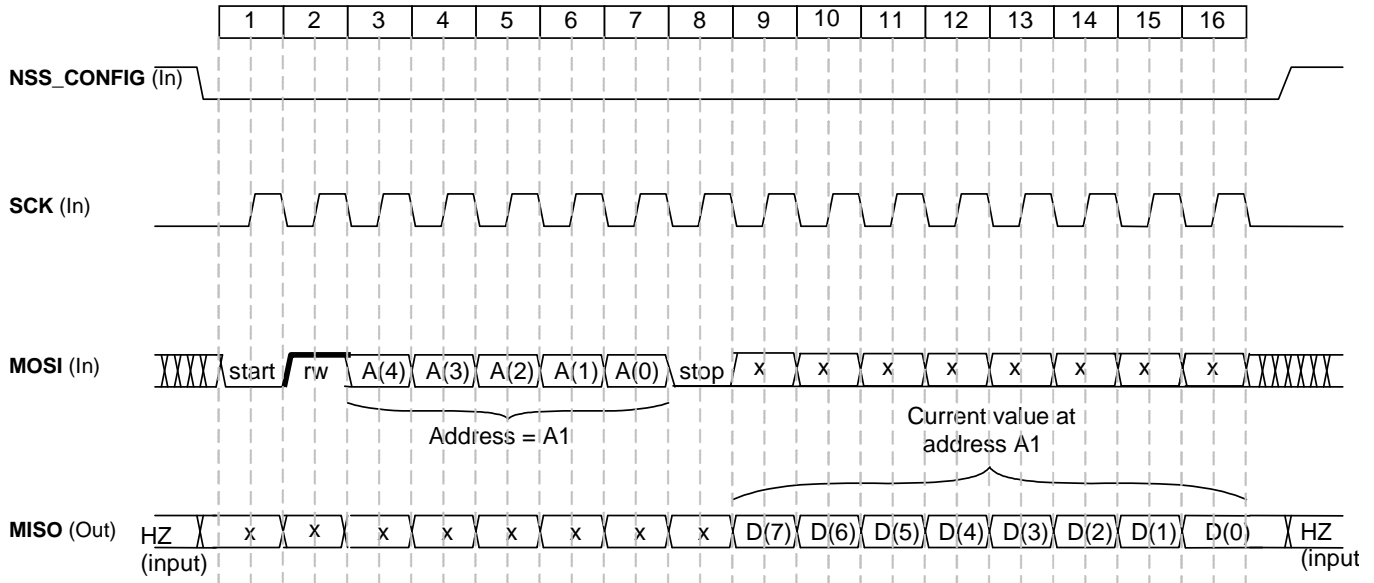 1 2 3 4 5 6 7 8 9 10 11 12 13 14 15 16
NSS_CONFIG (In)
SCK (In)
MOSI (In) start rw A(4) A(3) A(2) A(1) A(0) stop x x x x x x x x
Address = A1
Current value at
address A1
MISO (Out) HZ x x x x x x x x D(7) D(6) D(5) D(4) D(3) D(2) D(1) D(0) HZ
(input) (input